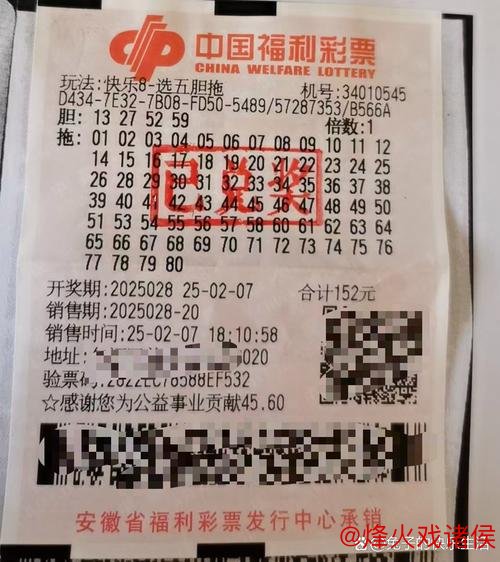 中国福利彩票
CHINA WELFARE LOTTERY
玩法:快乐8-选五胆拖 机号:34010545
D434-7E32-7B08-FD50-5489/57287353/B566A
胆: 13 27 52 59 倍数:1
拖: 01 02 03 04 05 06 07 08 09 10 11 12
14 15 16 17 18 19 20 21 22 23 24 25
26 28 29 30 31 32 33 34 35 36 37 38
39 40 41 42 43 44 45 46 47 48 49 50
51 53 54 55 56 57 58 60 61 62 63 64
65 66 67 68 69 70 71 72 73 74 75 76
77 78 79 80
已兑奖
开奖期:2025028 25-02-07 合计152元
销售期:2025028-20
销售时间:25-02-07 18:10:58
地址: 020
验票码:
☆感谢您为公益事业贡献45.60
安徽省福利彩票发行中心承销
@烽火戏诸侯